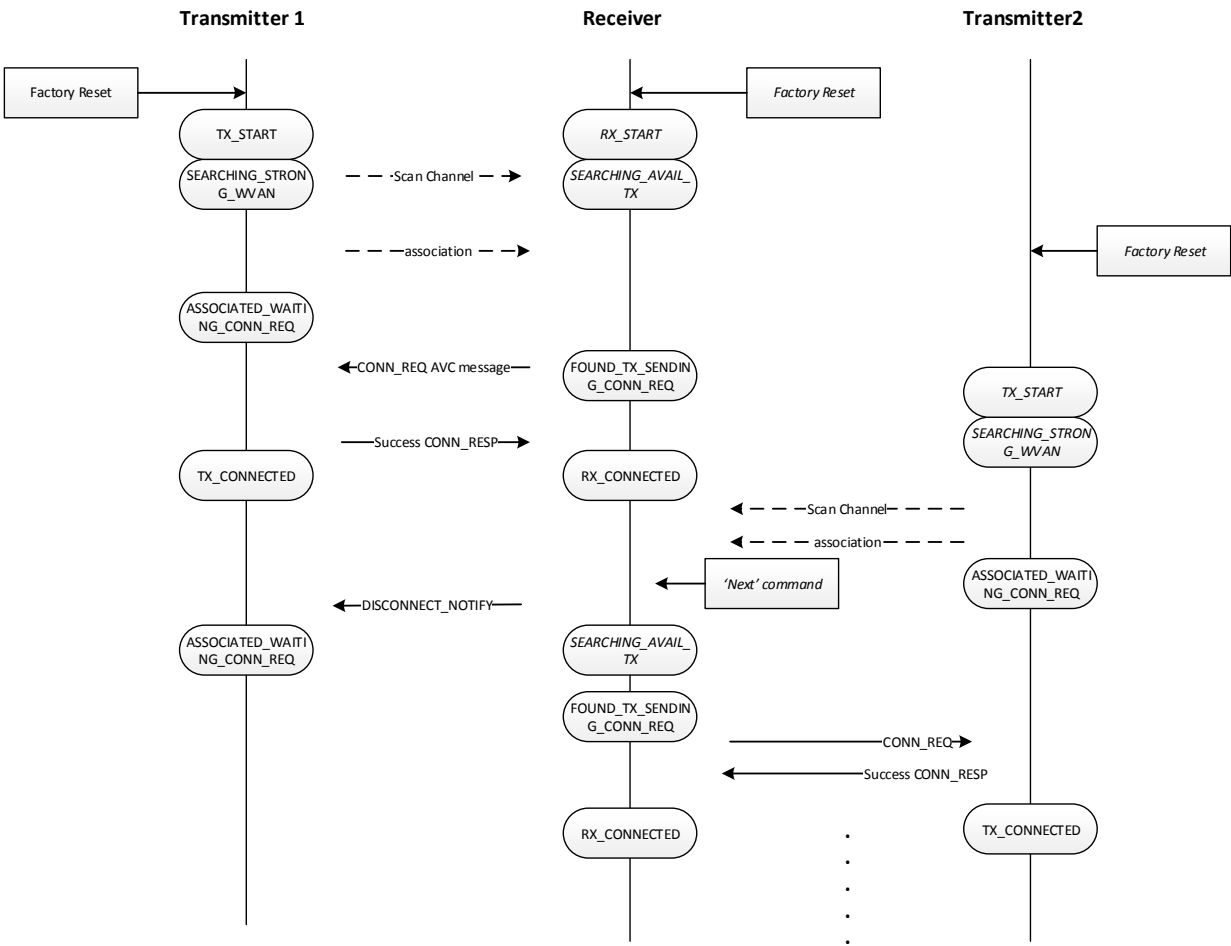 Transmitter 1
Receiver
Transmitter2
Factory Reset
Factory Reset
TX_START
RX_START
SEARCHING_STRON
G_WVAN
Scan Channel
SEARCHING_AVAIL_
TX
association
Factory Reset
ASSOCIATED_WAITI
NG_CONN_REQ
CONN_REQ AVC message
FOUND_TX_SENDIN
G_CONN_REQ
TX_START
SEARCHING_STRON
G_WVAN
Success CONN_RESP
TX_CONNECTED
RX_CONNECTED
Scan Channel
association
'Next' command
ASSOCIATED_WAITI
NG_CONN_REQ
DISCONNECT_NOTIFY
ASSOCIATED_WAITI
NG_CONN_REQ
SEARCHING_AVAIL_
TX
FOUND_TX_SENDIN
G_CONN_REQ
CONN_REQ
Success CONN_RESP
RX_CONNECTED
TX_CONNECTED